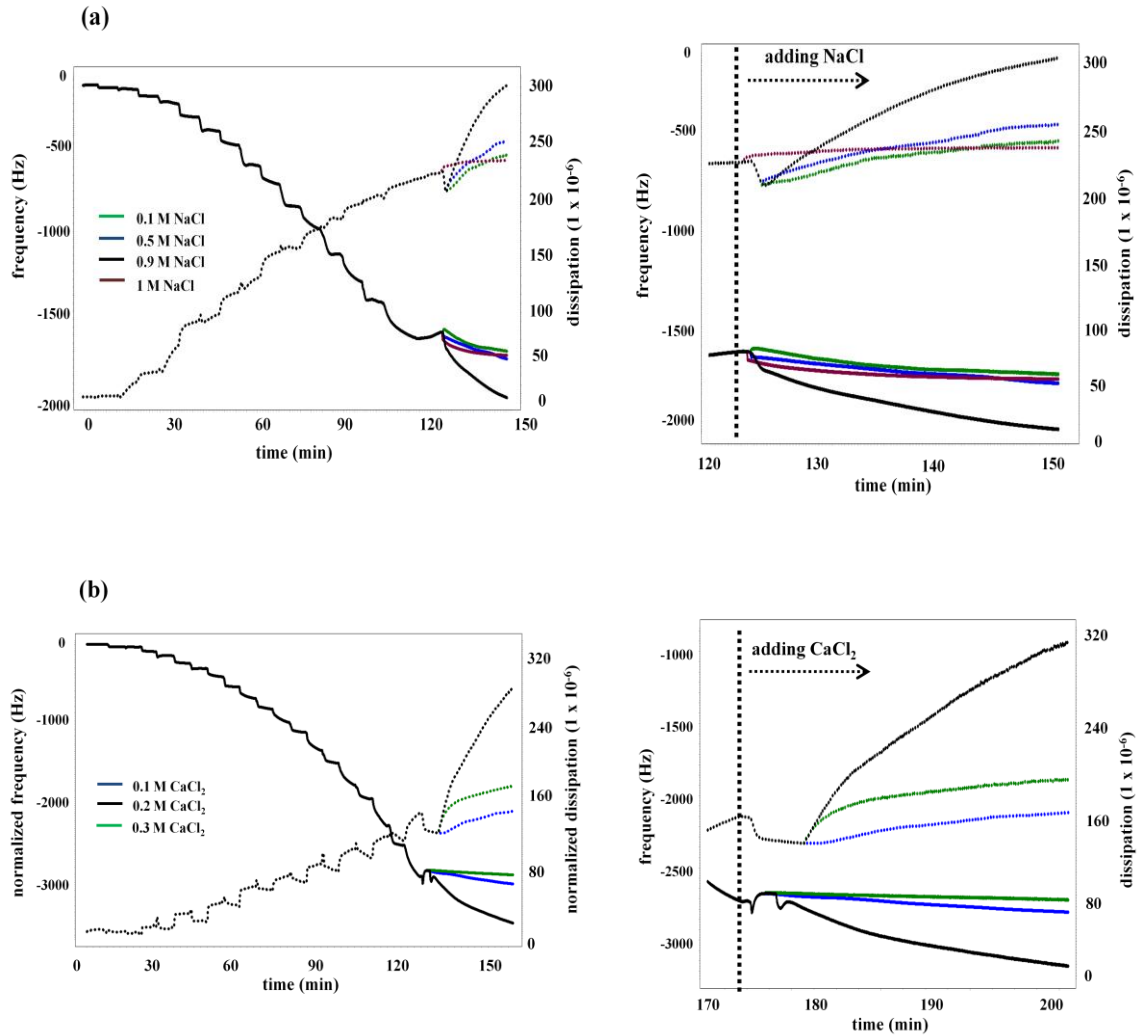 (a)
0
-500
-1000
-1500
-2000
frequency (Hz)
0.1 M NaCl
0.5 M NaCl
0.9 M NaCl
1 M NaCl
300
250
200
150
100
50
0
dissipation (1 x 10⁻⁶)
0 30 60 90 120 150
time (min)
adding NaCl
0
-500
-1000
-1500
-2000
frequency (Hz)
300
250
200
150
100
50
0
dissipation (1 x 10⁻⁶)
120 130 140 150
time (min)
(b)
0
-1000
-2000
-3000
normalized frequency (Hz)
0.1 M CaCl₂
0.2 M CaCl₂
0.3 M CaCl₂
320
240
160
80
0
normalized dissipation (1 x 10⁻⁶)
0 30 60 90 120 150
time (min)
adding CaCl₂
-1000
-1500
-2000
-2500
-3000
frequency (Hz)
320
240
160
80
0
dissipation (1 x 10⁻⁶)
170 180 190 200
time (min)